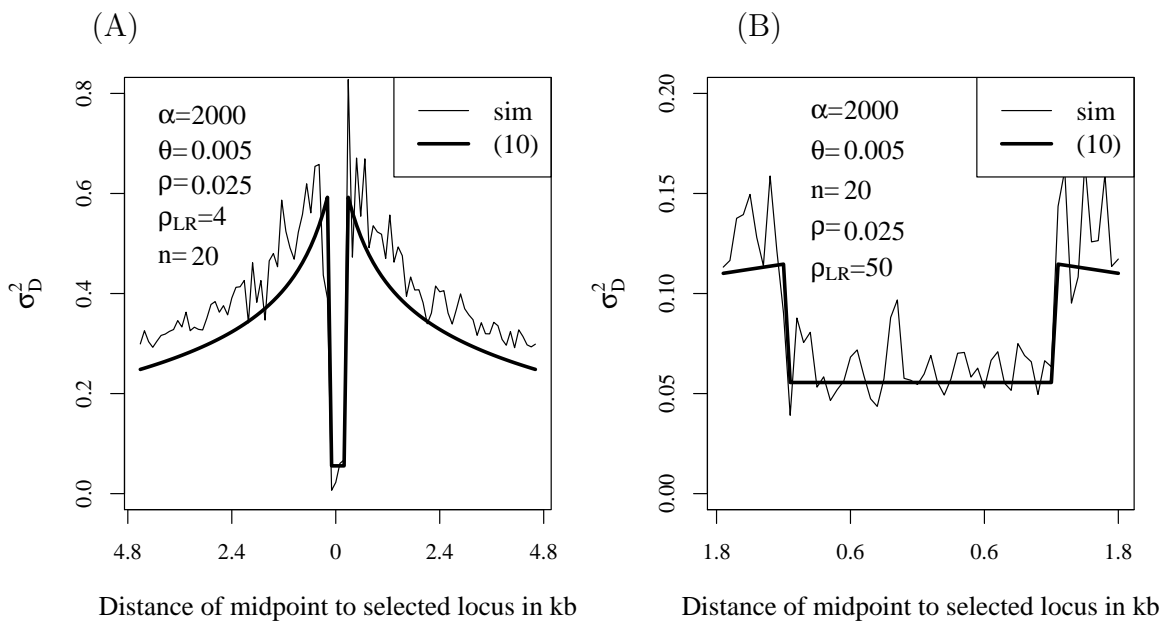 (A)
(B)
sim
(10)
α=2000
θ=0.005
ρ=0.025
ρLR=4
n=20
0.0
0.2
0.4
0.6
0.8
σ²D
4.8
2.4
0
2.4
4.8
Distance of midpoint to selected locus in kb
sim
(10)
α=2000
θ=0.005
n=20
ρ=0.025
ρLR=50
0.00
0.05
0.10
0.15
0.20
σ²D
1.8
0.6
0.6
1.8
Distance of midpoint to selected locus in kb